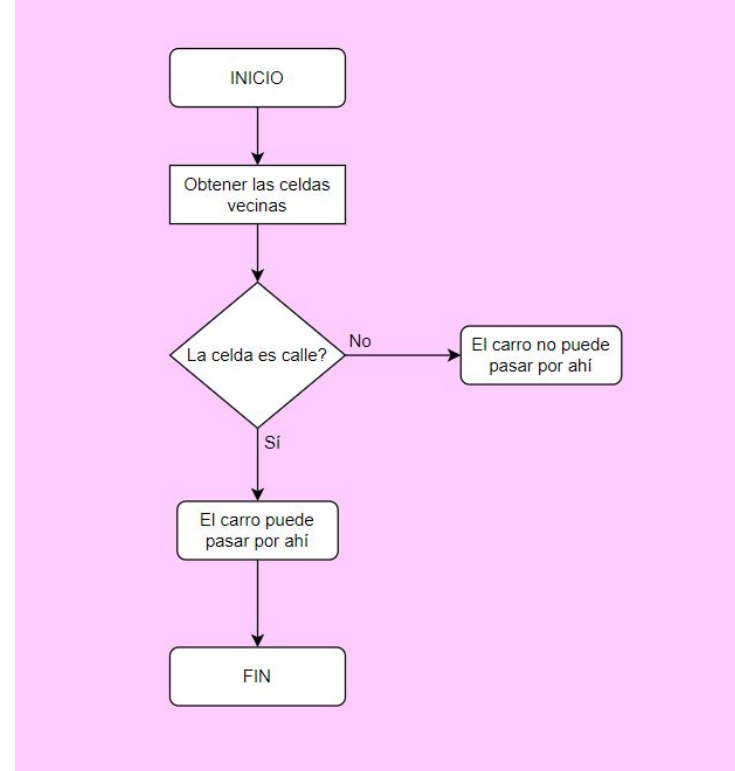 INICIO
Obtener las celdas
vecinas
La celda es calle?
No
El carro no puede
pasar por ahí
Sí
El carro puede
pasar por ahí
FIN